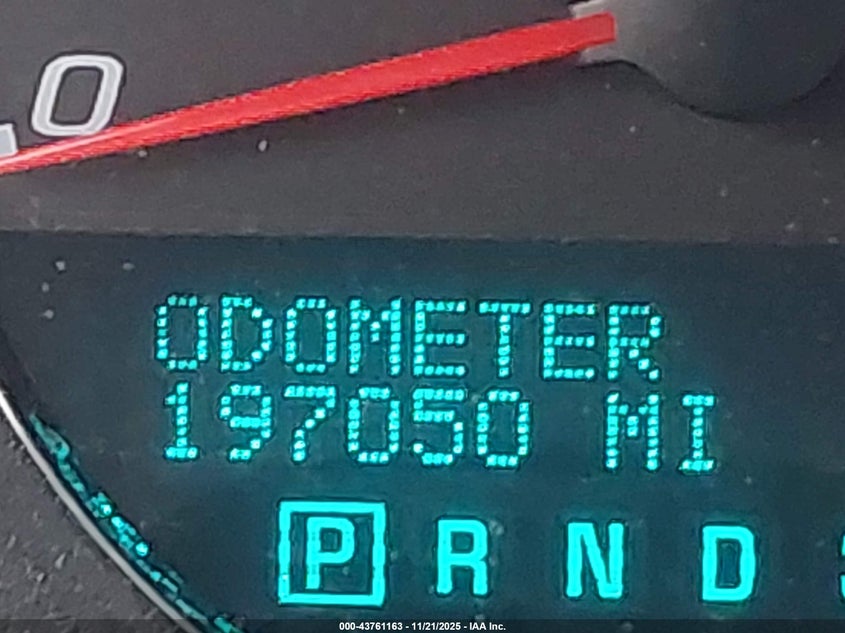 0
ODOMETER
197050 MI
P R N D
000-43761163 - 11/21/2025 - IAA Inc.